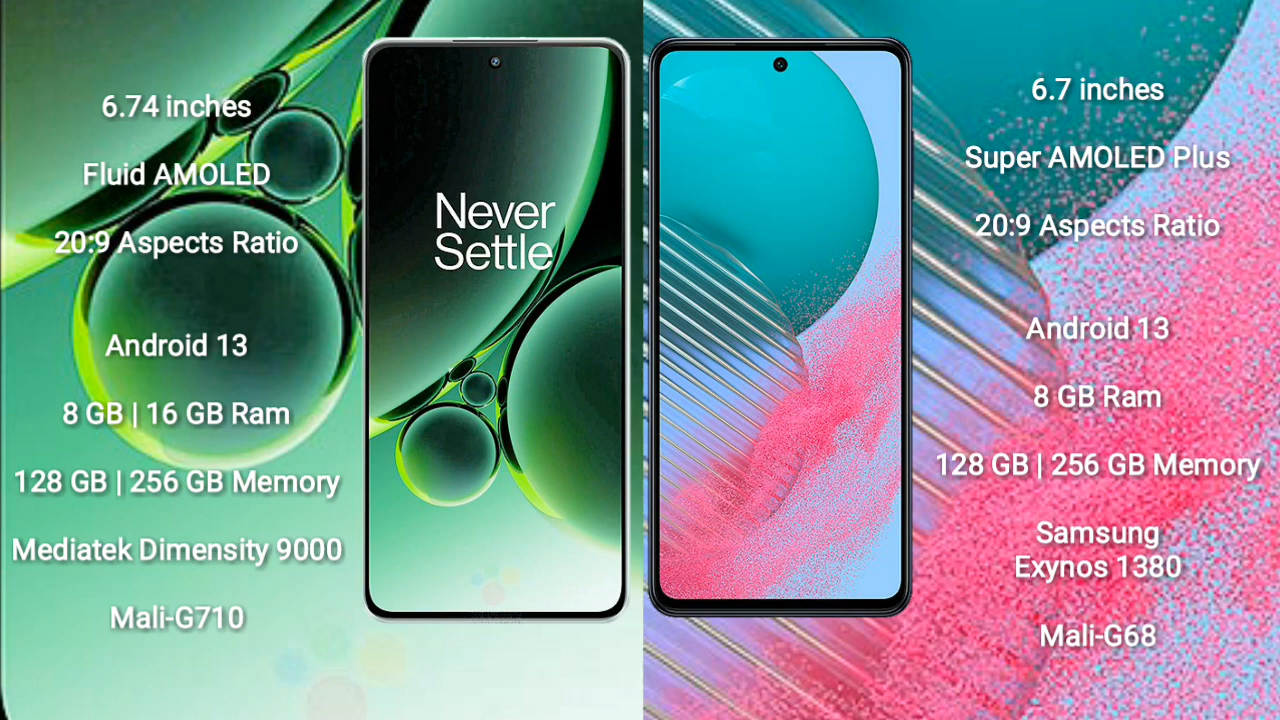 6.74 inches
Fluid AMOLED
20:9 Aspects Ratio
Android 13
8 GB | 16 GB Ram
128 GB | 256 GB Memory
Mediatek Dimensity 9000
Mali-G710
Never
Settle
6.7 inches
Super AMOLED Plus
20:9 Aspects Ratio
Android 13
8 GB Ram
128 GB | 256 GB Memory
Samsung
Exynos 1380
Mali-G68